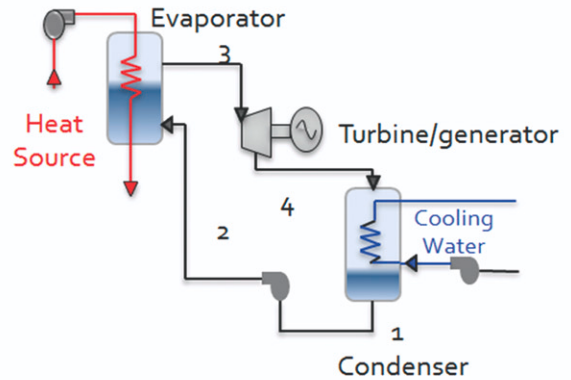 Evaporator
3
Heat
Source
Turbine/generator
4
Cooling
Water
2
1
Condenser